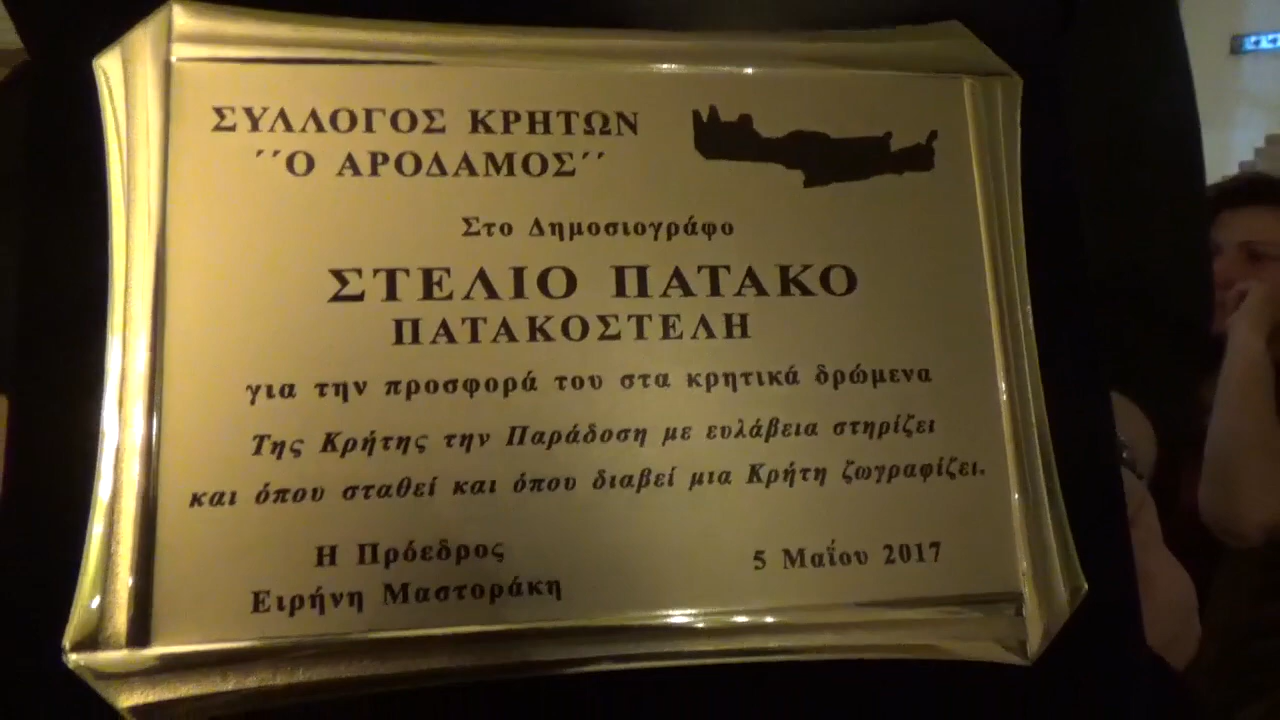 ΣΥΛΛΟΓΟΣ ΚΡΗΤΩΝ
΄΄Ο ΑΡΟΔΑΜΟΣ΄΄
Στο Δημοσιογράφο
ΣΤΕΛΙΟ ΠΑΤΑΚΟ
ΠΑΤΑΚΟΣΤΕΛΗ
για την προσφορά του στα κρητικά δρώμενα
Της Κρήτης την Παράδοση με ευλάβεια στηρίζει
και όπου σταθεί και όπου διαβεί μια Κρήτη ζωγραφίζει.
Η Πρόεδρος
Ειρήνη Μαστοράκη
5 Μαΐου 2017